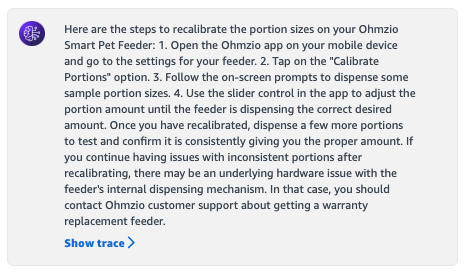 Here are the steps to recalibrate the portion sizes on your Ohmzio
Smart Pet Feeder: 1. Open the Ohmzio app on your mobile device
and go to the settings for your feeder. 2. Tap on the "Calibrate
Portions" option. 3. Follow the on-screen prompts to dispense some
sample portion sizes. 4. Use the slider control in the app to adjust the
portion amount until the feeder is dispensing the correct desired
amount. Once you have recalibrated, dispense a few more portions
to test and confirm it is consistently giving you the proper amount. If
you continue having issues with inconsistent portions after
recalibrating, there may be an underlying hardware issue with the
feeder's internal dispensing mechanism. In that case, you should
contact Ohmzio customer support about getting a warranty
replacement feeder.
Show trace